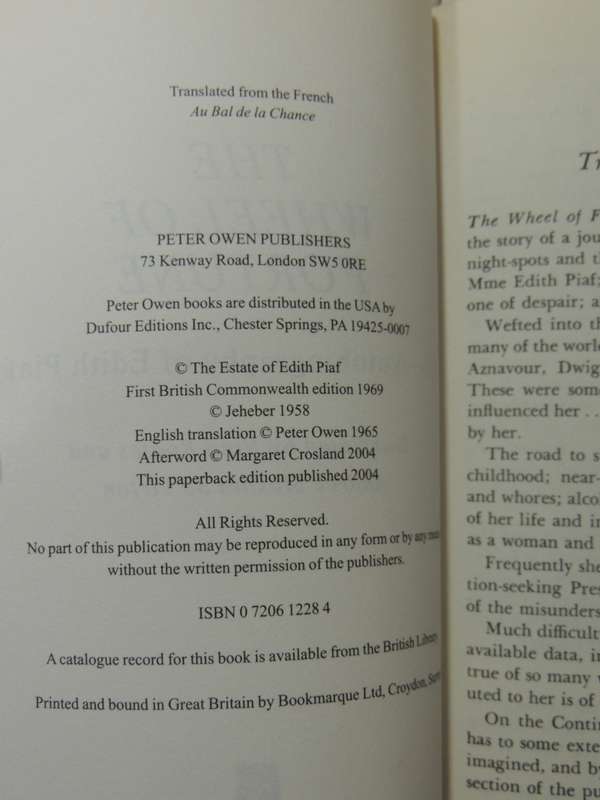 Translated from the French
Au Bal de la Chance
PETER OWEN PUBLISHERS
73 Kenway Road, London SW5 0RE
Peter Owen books are distributed in the USA by
Dufour Editions Inc., Chester Springs, PA 19425-0007
© The Estate of Edith Piaf
First British Commonwealth edition 1969
© Jeheber 1958
English translation © Peter Owen 1965
Afterword © Margaret Crosland 2004
This paperback edition published 2004
All Rights Reserved.
No part of this publication may be reproduced in any form or by any
without the written permission of the publishers.
ISBN 0 7206 1228 4
A catalogue record for this book is available from the British Library
Printed and bound in Great Britain by Bookmarque Ltd, Croydon,
The Wheel of F
the story of a jou
night-spots and th
Mme Edith Piaf;
one of despair; a
Wefted into th
many of the world
Aznavour, Dwig
These were some
influenced her . .
by her.
The road to s
childhood; near-
and whores; alco
of her life and in
as a woman and
Frequently she
tion-seeking Pres
of the misunders
Much difficult
available data, in
true of so many
uted to her is of
On the Contin
has to some exte
imagined, and by
section of the pu